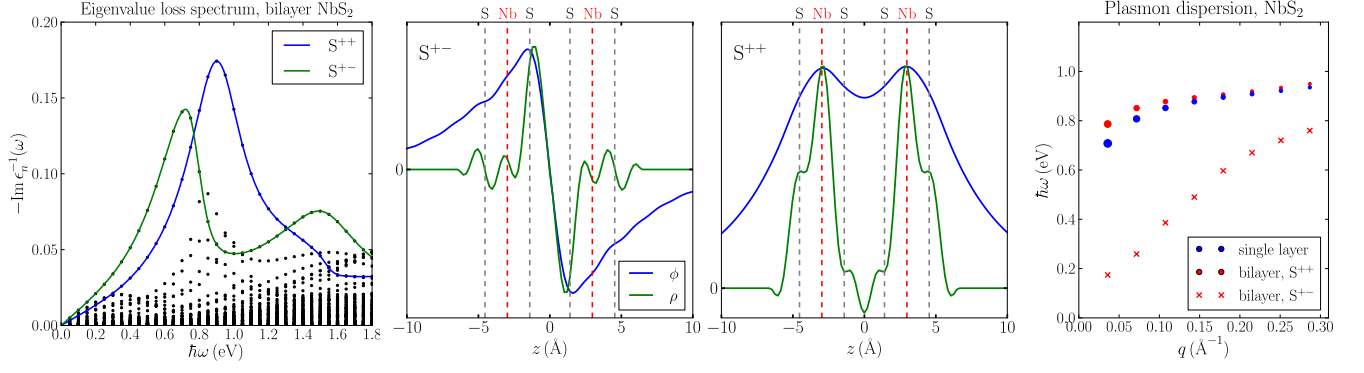 Eigenvalue loss spectrum, bilayer NbS₂
−Im ϵₙ⁻¹(ω)
0.20
0.15
0.10
0.05
0.00
S⁺⁺
S⁺⁻
0.0 0.2 0.4 0.6 0.8 1.0 1.2 1.4 1.6 1.8
ℏω (eV)
S Nb S S Nb S
S⁺⁻
0
ϕ
ρ
−10 −5 0 5 10
z (Å)
S Nb S S Nb S
S⁺⁺
0
−10 −5 0 5 10
z (Å)
Plasmon dispersion, NbS₂
ℏω (eV)
1.0
0.8
0.6
0.4
0.2
0.0
single layer
bilayer, S⁺⁺
bilayer, S⁺⁻
0.00 0.05 0.10 0.15 0.20 0.25 0.30
q (Å⁻¹)